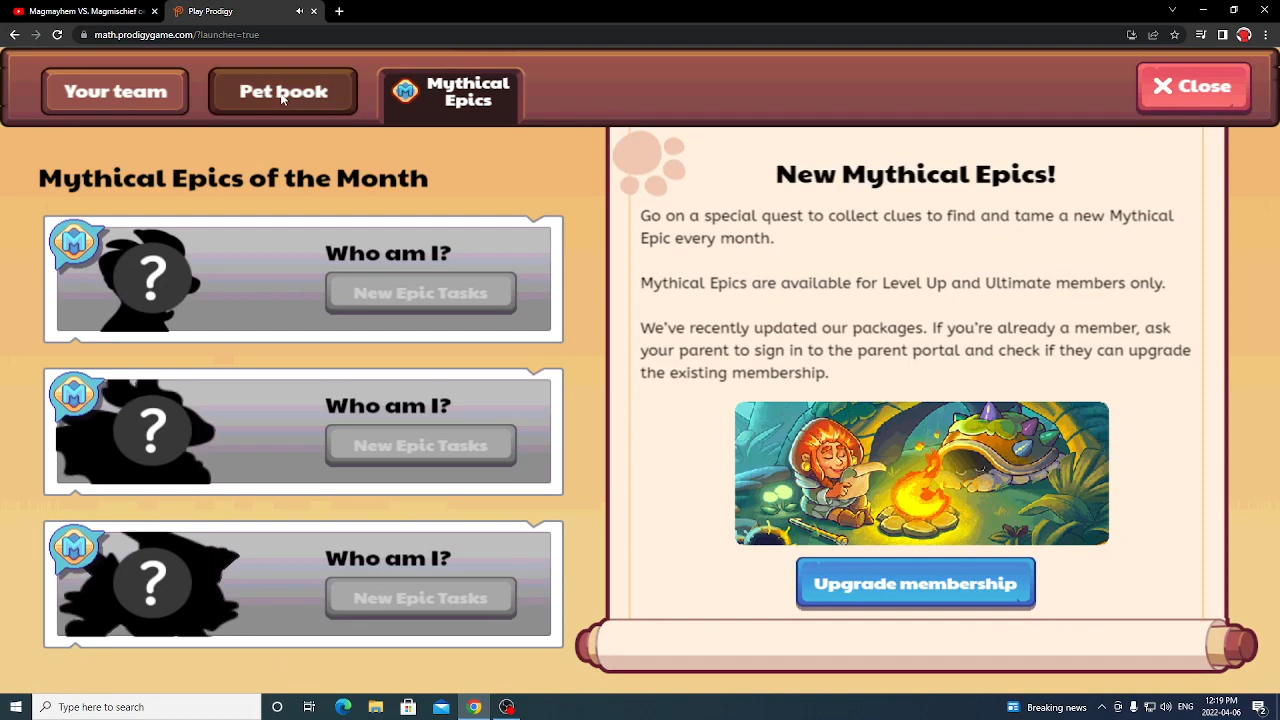 Magmayhem VS. Magmischief c
Play Prodigy
math.prodigygame.com/?launcher=true
Your team
Pet book
Mythical
Epics
Close
Mythical Epics of the Month
Who am I?
New Epic Tasks
Who am I?
New Epic Tasks
Who am I?
New Epic Tasks
New Mythical Epics!
Go on a special quest to collect clues to find and tame a new Mythical
Epic every month.
Mythical Epics are available for Level Up and Ultimate members only.
We've recently updated our packages. If you're already a member, ask
your parent to sign in to the parent portal and check if they can upgrade
the existing membership.
Upgrade membership
Type here to search
Breaking news
12:19 PM
2022-04-06
2